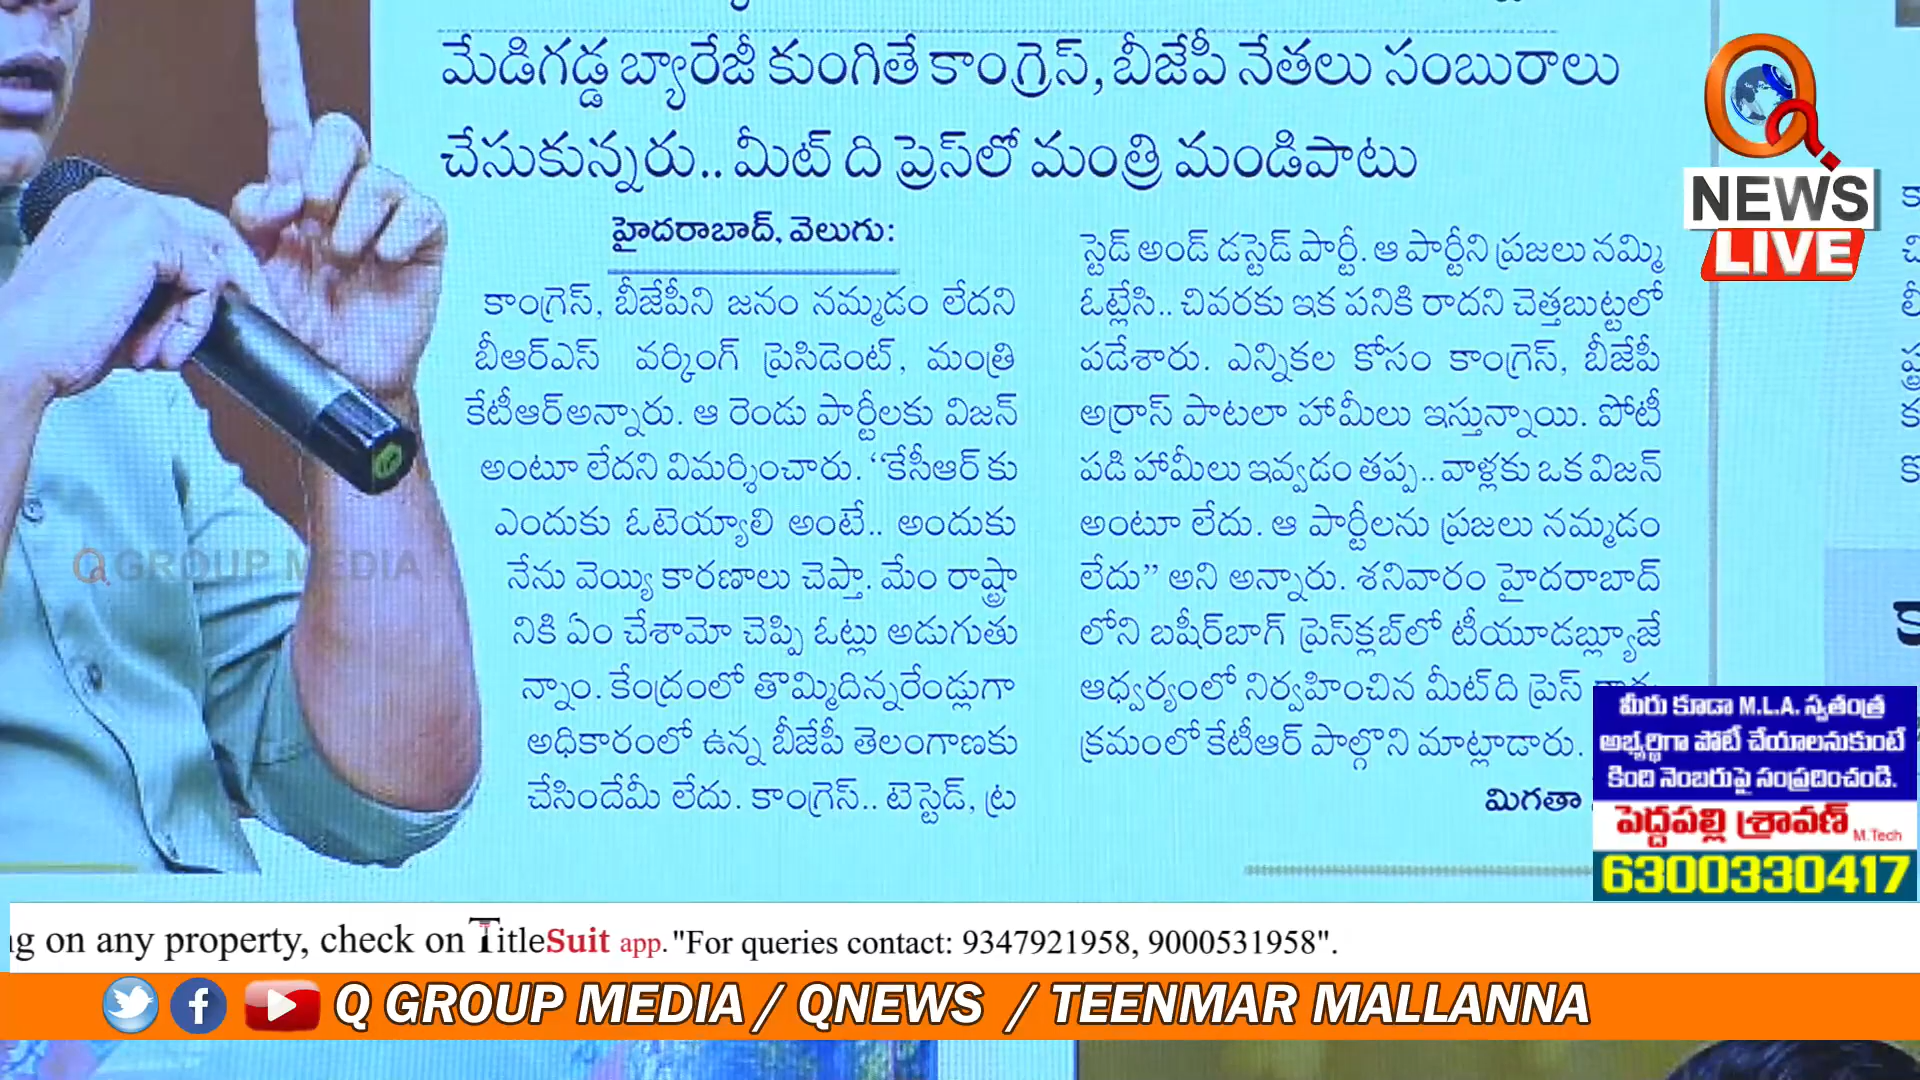 మేడిగడ్డ బ్యారేజీ కుంగితే కాంగ్రెస్, బీజేపీ నేతలు సంబురాలు
చేసుకున్నరు.. మీట్ ది ప్రెస్‌లో మంత్రి మండిపాటు
హైదరాబాద్, వెలుగు:
కాంగ్రెస్, బీజేపీని జనం నమ్మడం లేదని
బీఆర్ఎస్ వర్కింగ్ ప్రెసిడెంట్, మంత్రి
కేటీఆర్ అన్నారు. ఆ రెండు పార్టీలకు విజన్
అంటూ లేదని విమర్శించారు. ‘‘కేసీఆర్ కు
ఎందుకు ఓటెయ్యాలి అంటే.. అందుకు
నేను వెయ్యి కారణాలు చెప్తా. మేం రాష్ట్రా
నికి ఏం చేశామో చెప్పి ఓట్లు అడుగుతు
న్నాం. కేంద్రంలో తొమ్మిదిన్నరేండ్లుగా
అధికారంలో ఉన్న బీజేపీ తెలంగాణకు
చేసిందేమీ లేదు. కాంగ్రెస్.. టెస్టెడ్, ట్ర
స్టెడ్ అండ్ డస్టెడ్ పార్టీ. ఆ పార్టీని ప్రజలు నమ్మి
ఓట్లేసి.. చివరకు ఇక పనికి రాదని చెత్తబుట్టలో
పడేశారు. ఎన్నికల కోసం కాంగ్రెస్, బీజేపీ
అర్రాస్ పాటలా హామీలు ఇస్తున్నాయి. పోటీ
పడి హామీలు ఇవ్వడం తప్ప.. వాళ్లకు ఒక విజన్
అంటూ లేదు. ఆ పార్టీలను ప్రజలు నమ్మడం
లేదు’’ అని అన్నారు. శనివారం హైదరాబాద్
లోని బషీర్‌బాగ్ ప్రెస్‌క్లబ్‌లో టీయూడబ్ల్యూజే
ఆధ్వర్యంలో నిర్వహించిన మీట్ ది ప్రెస్
క్రమంలో కేటీఆర్ పాల్గొని మాట్లాడారు.
మిగతా
Q GROUP MEDIA
Q
NEWS
LIVE
మీరు కూడా M.L.A. స్వతంత్ర
అభ్యర్థిగా పోటీ చేయాలనుకుంటే
కింది నెంబరుపై సంప్రదించండి.
పెద్దపల్లి శ్రావణ్ M.Tech
6300330417
on any property, check on TitleSuit app. "For queries contact: 9347921958, 9000531958".
Q GROUP MEDIA / QNEWS / TEENMAR MALLANNA